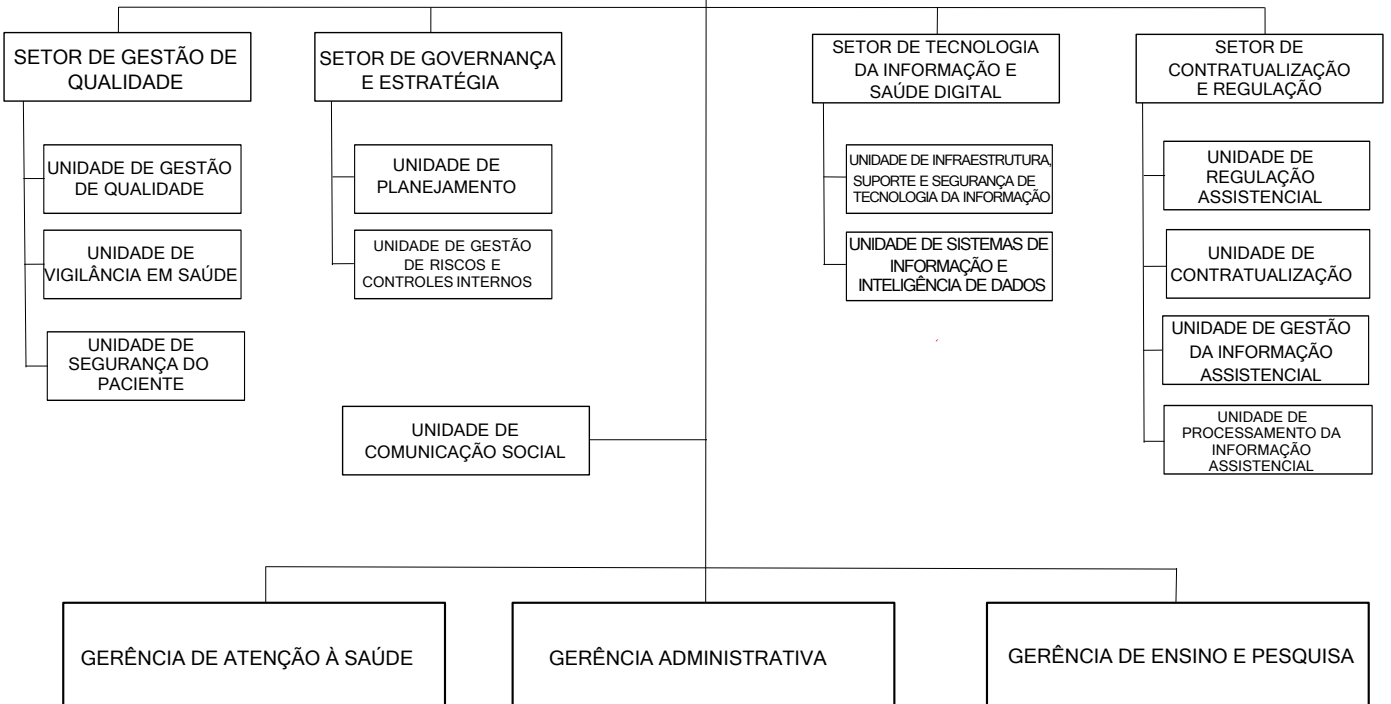 SETOR DE GESTÃO DE
QUALIDADE
UNIDADE DE GESTÃO
DE QUALIDADE
UNIDADE DE
VIGILÂNCIA EM SAÚDE
UNIDADE DE
SEGURANÇA DO
PACIENTE
SETOR DE GOVERNANÇA
E ESTRATÉGIA
UNIDADE DE
PLANEJAMENTO
UNIDADE DE GESTÃO
DE RISCOS E
CONTROLES INTERNOS
SETOR DE TECNOLOGIA
DA INFORMAÇÃO E
SAÚDE DIGITAL
UNIDADE DE INFRAESTRUTURA,
SUPORTE E SEGURANÇA DE
TECNOLOGIA DA INFORMAÇÃO
UNIDADE DE SISTEMAS DE
INFORMAÇÃO E
INTELIGÊNCIA DE DADOS
SETOR DE
CONTRATUALIZAÇÃO
E REGULAÇÃO
UNIDADE DE
REGULAÇÃO
ASSISTENCIAL
UNIDADE DE
CONTRATUALIZAÇÃO
UNIDADE DE GESTÃO
DA INFORMAÇÃO
ASSISTENCIAL
UNIDADE DE
PROCESSAMENTO DA
INFORMAÇÃO
ASSISTENCIAL
UNIDADE DE
COMUNICAÇÃO SOCIAL
GERÊNCIA DE ATENÇÃO À SAÚDE
GERÊNCIA ADMINISTRATIVA
GERÊNCIA DE ENSINO E PESQUISA